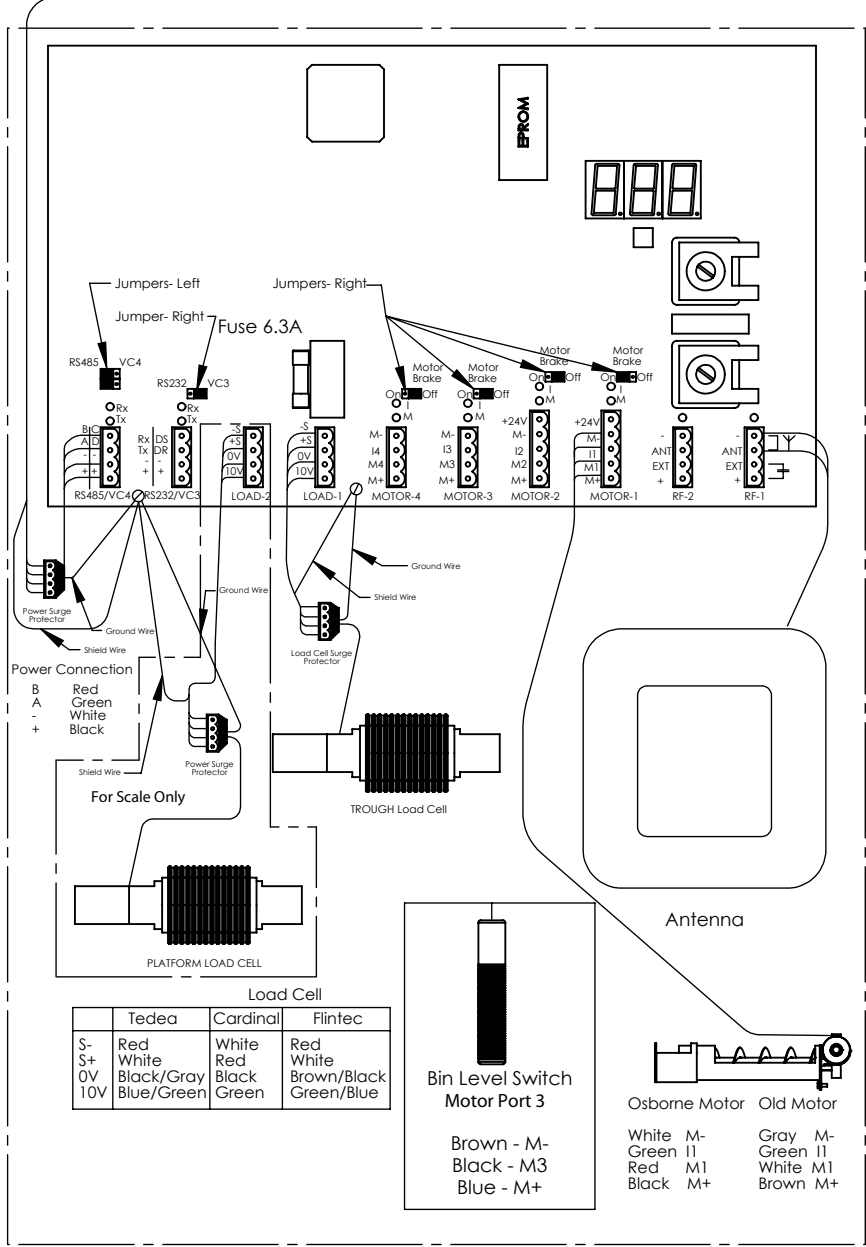 EPROM
Jumpers- Left
Jumpers- Right
Jumper- Right
Fuse 6.3A
RS485 VC4
RS232 VC3
Motor Brake
On Off
Motor Brake
On Off
Motor Brake
On Off
Motor Brake
On Off
Rx
Tx
Rx
Tx
I
M
I
M
I
M
I
M
B C
A D
- -
+ +
Rx DS
Tx DR
- -
+ +
-S
+S
0V
10V
-S
+S
0V
10V
M-
I4
M4
M+
M-
I3
M3
M+
+24V
M-
I2
M2
M+
+24V
M-
I1
M1
M+
-
ANT
EXT
+
-
ANT
EXT
+
RS485/VC4
RS232/VC3
LOAD-2
LOAD-1
MOTOR-4
MOTOR-3
MOTOR-2
MOTOR-1
RF-2
RF-1
Ground Wire
Shield Wire
Ground Wire
Power Surge
Protector
Ground Wire
Shield Wire
Load Cell Surge
Protector
Power Connection
B Red
A Green
- White
+ Black
Shield Wire
Power Surge
Protector
For Scale Only
TROUGH Load Cell
PLATFORM LOAD CELL
Antenna
Load Cell
Tedea Cardinal Flintec
S- Red White Red
S+ White Red White
0V Black/Gray Black Brown/Black
10V Blue/Green Green Green/Blue
Bin Level Switch
Motor Port 3
Brown - M-
Black - M3
Blue - M+
Osborne Motor Old Motor
White M- Gray M-
Green I1 Green I1
Red M1 White M1
Black M+ Brown M+